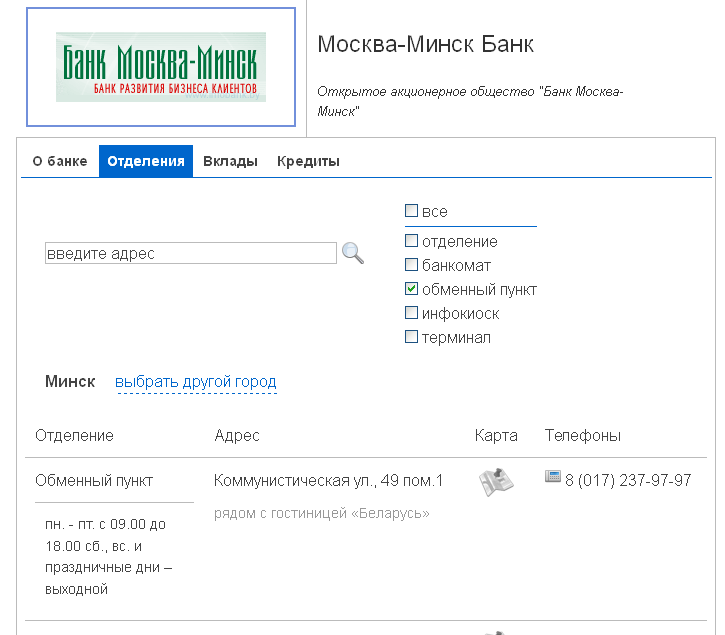 Банк Москва-Минск
БАНК РАЗВИТИЯ БИЗНЕСА КЛИЕНТОВ
Москва-Минск Банк
Открытое акционерное общество "Банк Москва-
Минск"
О банке Отделения Вклады Кредиты
все
введите адрес
отделение
банкомат
обменный пункт
инфокиоск
терминал
Минск выбрать другой город
Отделение Адрес Карта Телефоны
Обменный пункт Коммунистическая ул., 49 пом.1 8 (017) 237-97-97
рядом с гостиницей «Беларусь»
пн. - пт. с 09.00 до
18.00 сб., вс. и
праздничные дни –
выходной